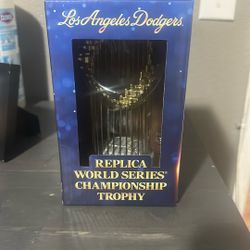 Los Angeles Dodgers
REPLICA
WORLD SERIES®
CHAMPIONSHIP
TROPHY